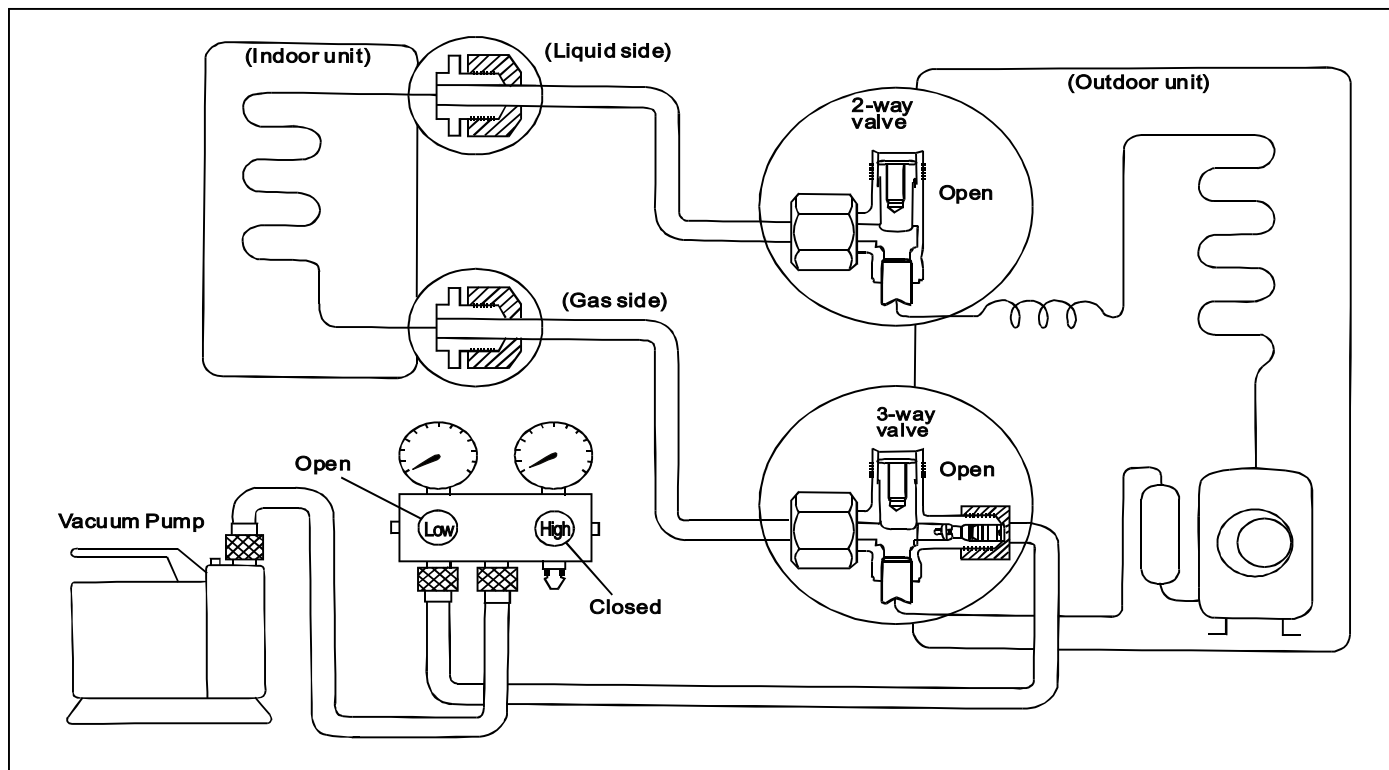 (Indoor unit)
(Liquid side)
(Outdoor unit)
2-way
valve
Open
(Gas side)
3-way
valve
Open
Open
Vacuum Pump
Low
High
Closed